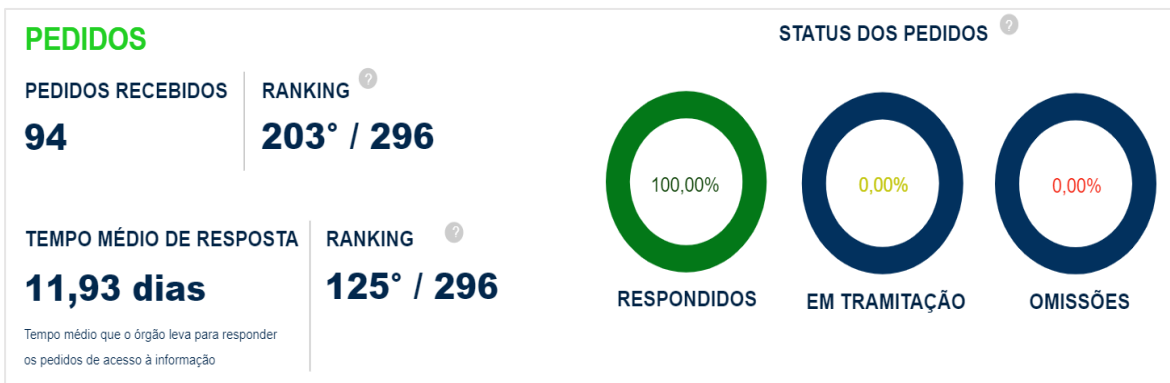 PEDIDOS
PEDIDOS RECEBIDOS
94
RANKING ?
203° / 296
TEMPO MÉDIO DE RESPOSTA
11,93 dias
Tempo médio que o órgão leva para responder
os pedidos de acesso à informação
RANKING ?
125° / 296
STATUS DOS PEDIDOS ?
100,00%
RESPONDIDOS
0,00%
EM TRAMITAÇÃO
0,00%
OMISSÕES